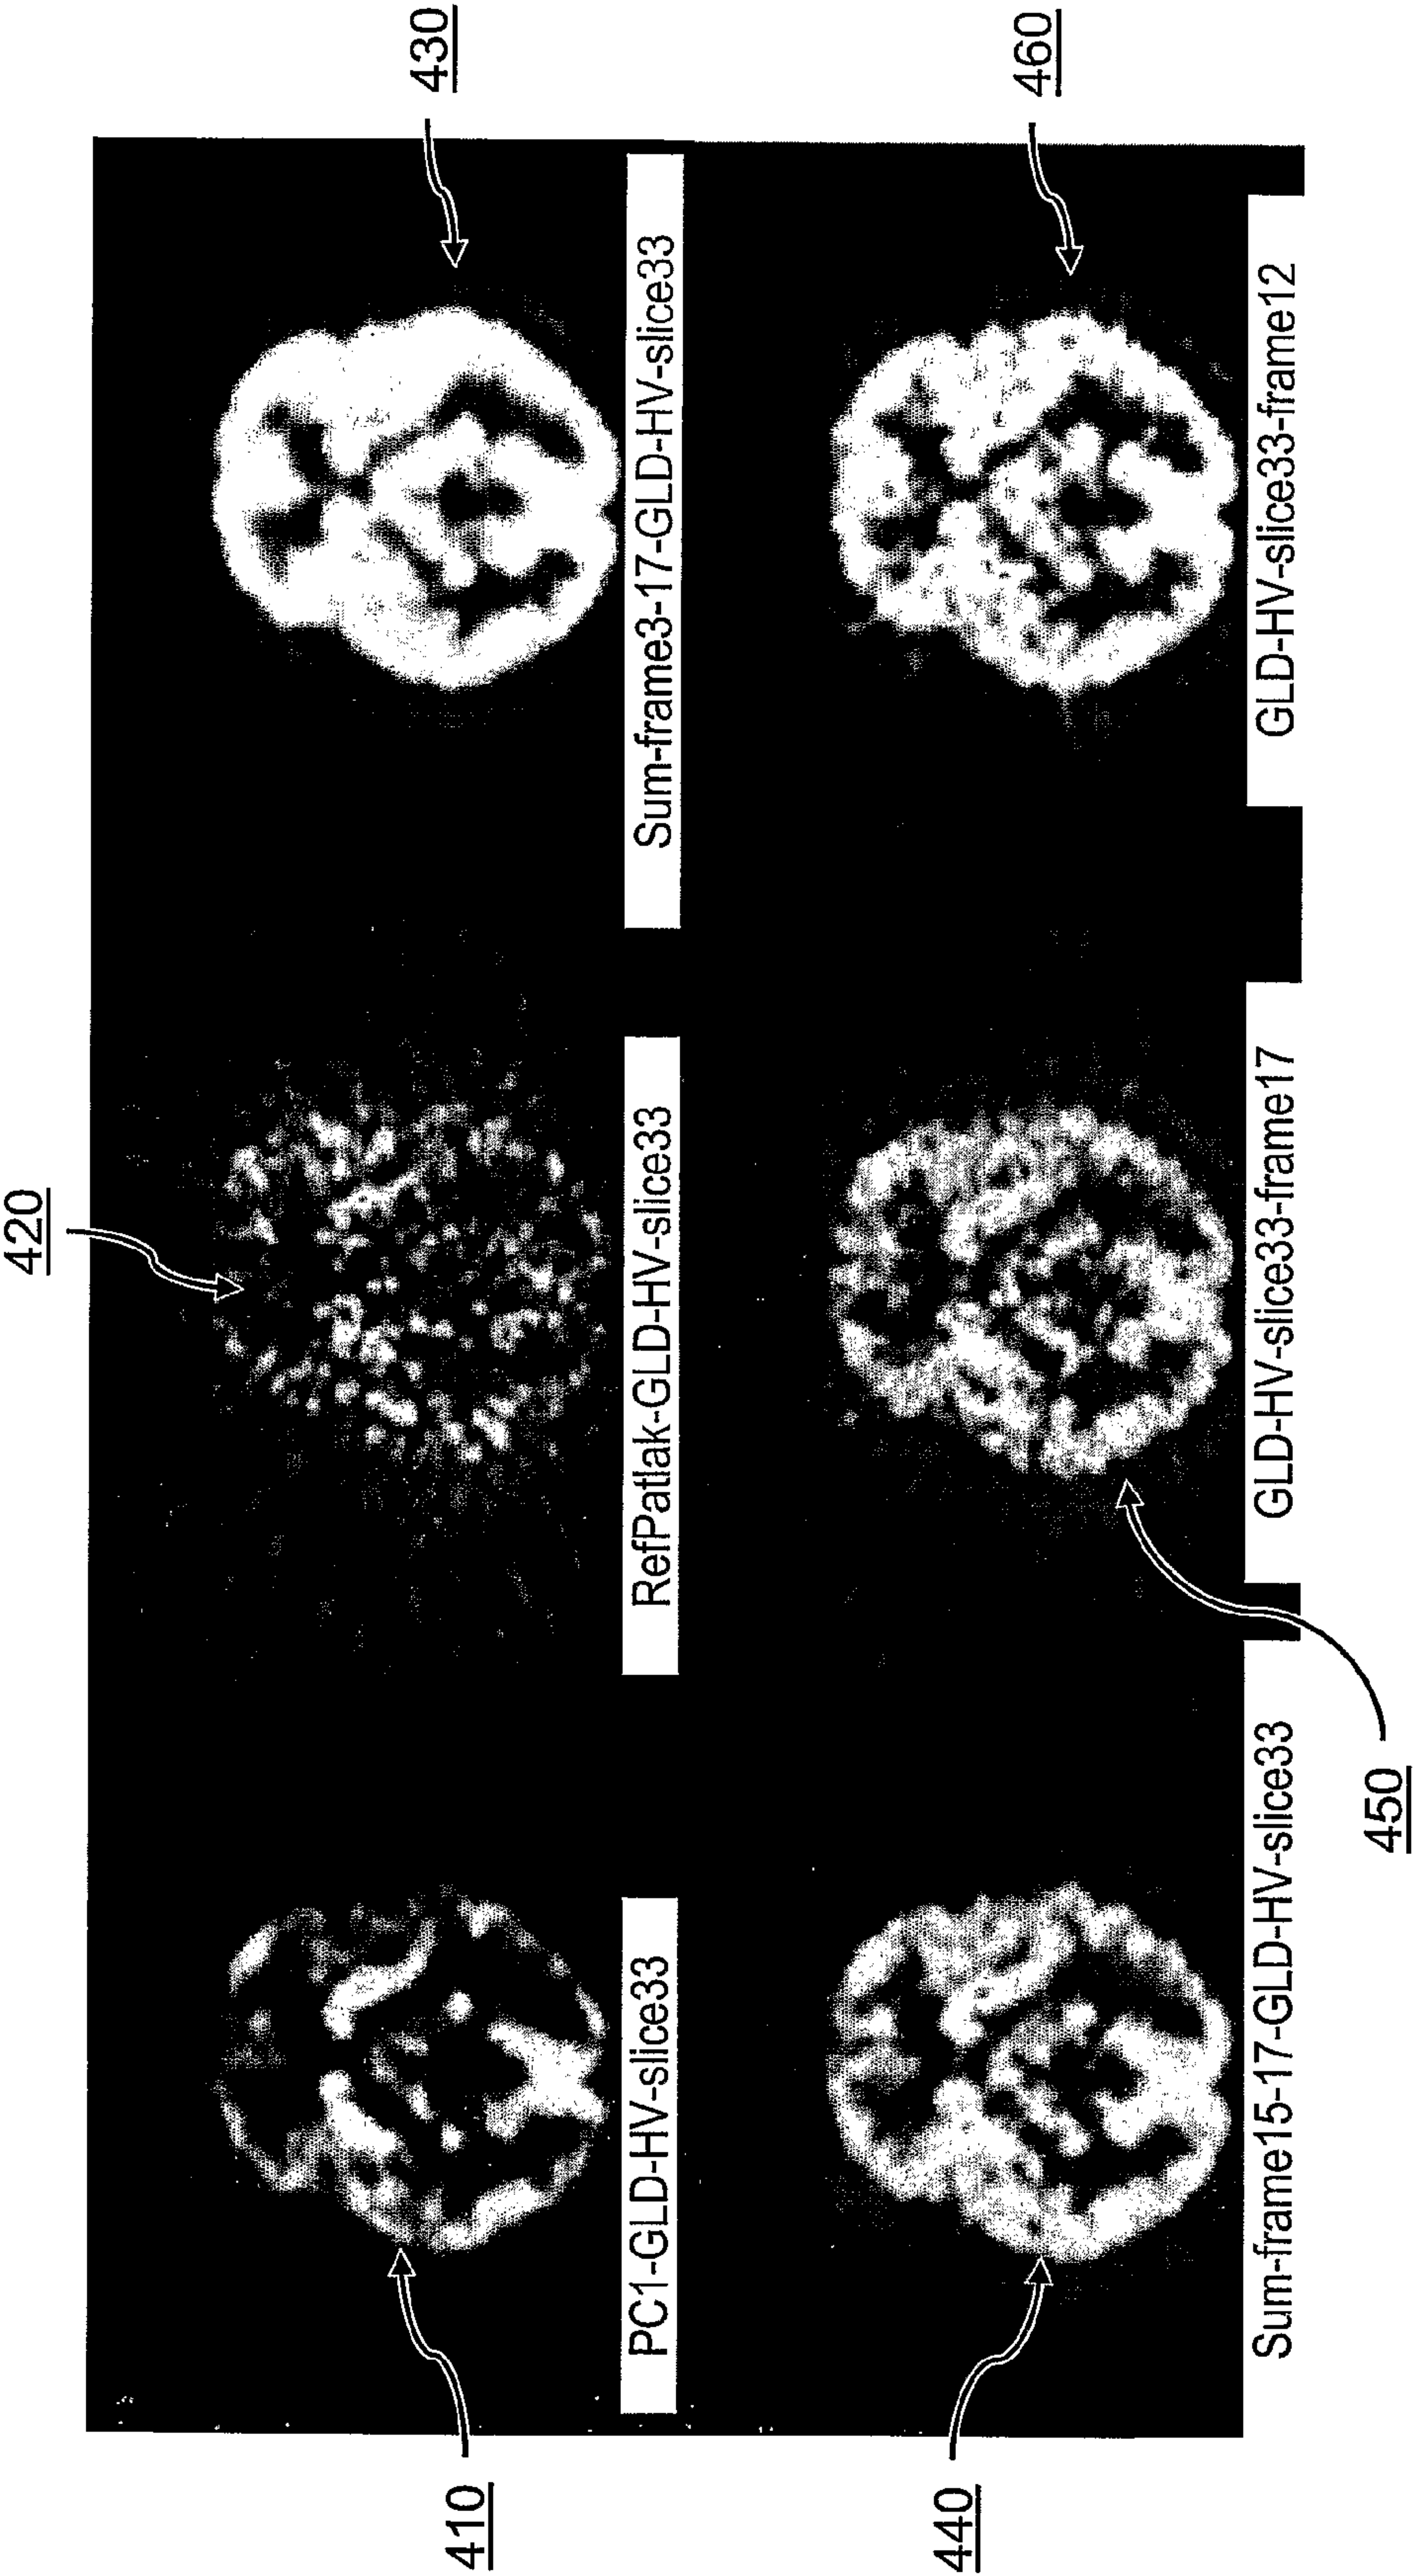 410
420
430
PC1-GLD-HV-slice33
RefPatlak-GLD-HV-slice33
Sum-frame3-17-GLD-HV-slice33
440
450
460
Sum-frame15-17-GLD-HV-slice33
GLD-HV-slice33-frame17
GLD-HV-slice33-frame12